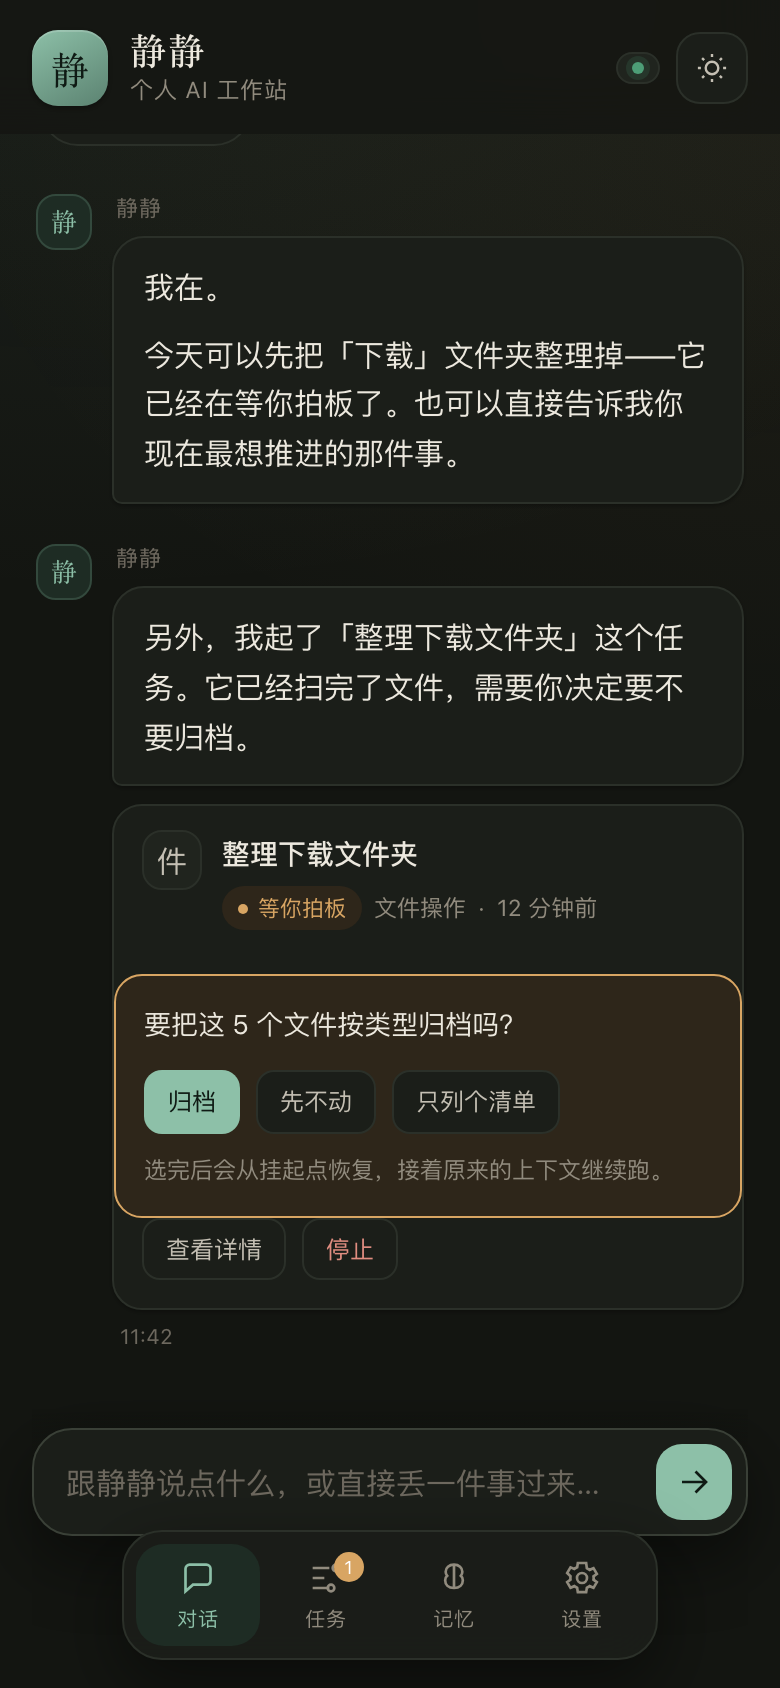 静
静静
个人 AI 工作站
静
静静
我在。
今天可以先把「下载」文件夹整理掉——它
已经在等你拍板了。也可以直接告诉我你
现在最想推进的那件事。
静
静静
另外，我起了「整理下载文件夹」这个任
务。它已经扫完了文件，需要你决定要不
要归档。
件
整理下载文件夹
等你拍板 文件操作 · 12 分钟前
要把这 5 个文件按类型归档吗?
归档 先不动 只列个清单
选完后会从挂起点恢复，接着原来的上下文继续跑。
查看详情 停止
11:42
跟静静说点什么，或直接丢一件事过来...
1
对话 任务 记忆 设置